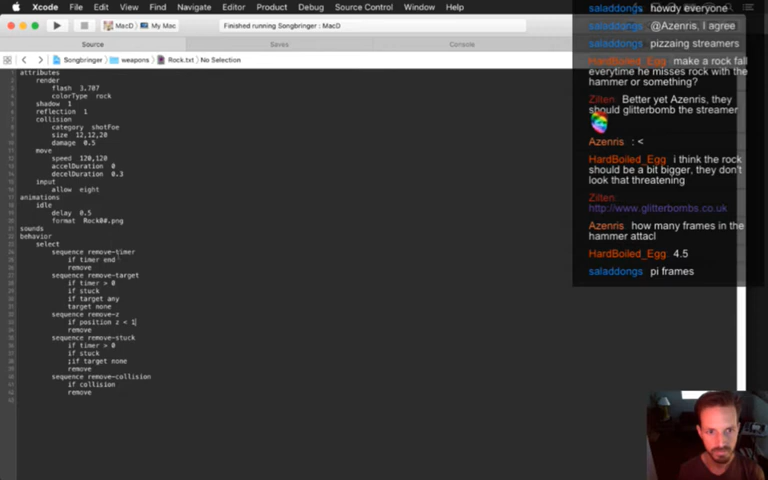 Xcode File Edit View Find Navigate Editor Product Debug Source Control Window Help
MacD My Mac
Finished running Songbringer : MacD
Source Saves Console
Songbringer weapons Rock.txt No Selection
attributes
render
flash 3.707
colorType rock
shadow 1
reflection 1
collision
category shotFoe
size 12,12,20
damage 0.5
move
speed 120,120
accelDuration 0
decelDuration 0.3
input
allow eight
animations
idle
delay 0.5
format Rock00.png
sounds
behavior
select
sequence remove-timer
if timer end
remove
sequence remove-target
if timer > 0
if stuck
if target any
target none
sequence remove-z
if position z < 1
remove
sequence remove-stuck
if timer > 0
if stuck
;if target none
remove
sequence remove-collision
if collision
remove
saladdongs howdy everyone
saladdongs @Azenris, I agree
saladdongs pizzaing streamers
HardBoiled_Egg: make a rock fall
everytime he misses rock with the
hammer or something?
Zilten: Better yet Azenris, they
should glitterbomb the streamer
Azenris : <
HardBoiled_Egg i think the rock
should be a bit bigger, they don't
look that threatening
Zilten:
http://www.glitterbombs.co.uk
Azenris how many frames in the
hammer attacl
HardBoiled_Egg: 4.5
saladdongs: pi frames